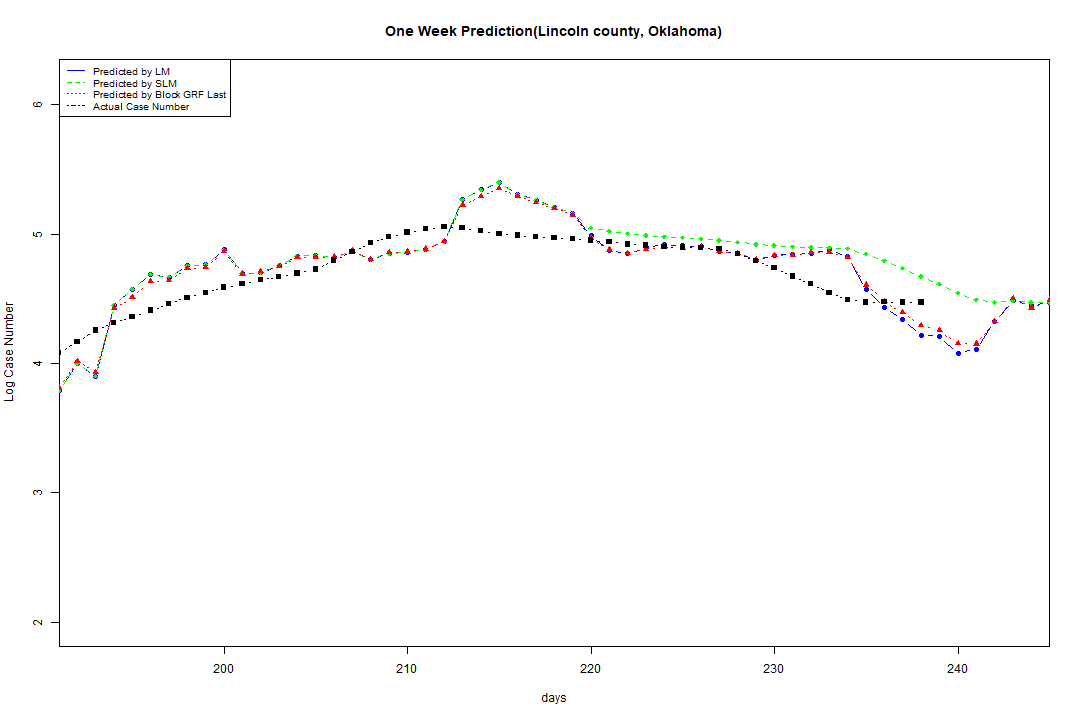 One Week Prediction(Lincoln county, Oklahoma)
Predicted by LM
Predicted by SLM
Predicted by Block GRF Last
Actual Case Number
6
5
4
3
2
Log Case Number
200 210 220 230 240
days